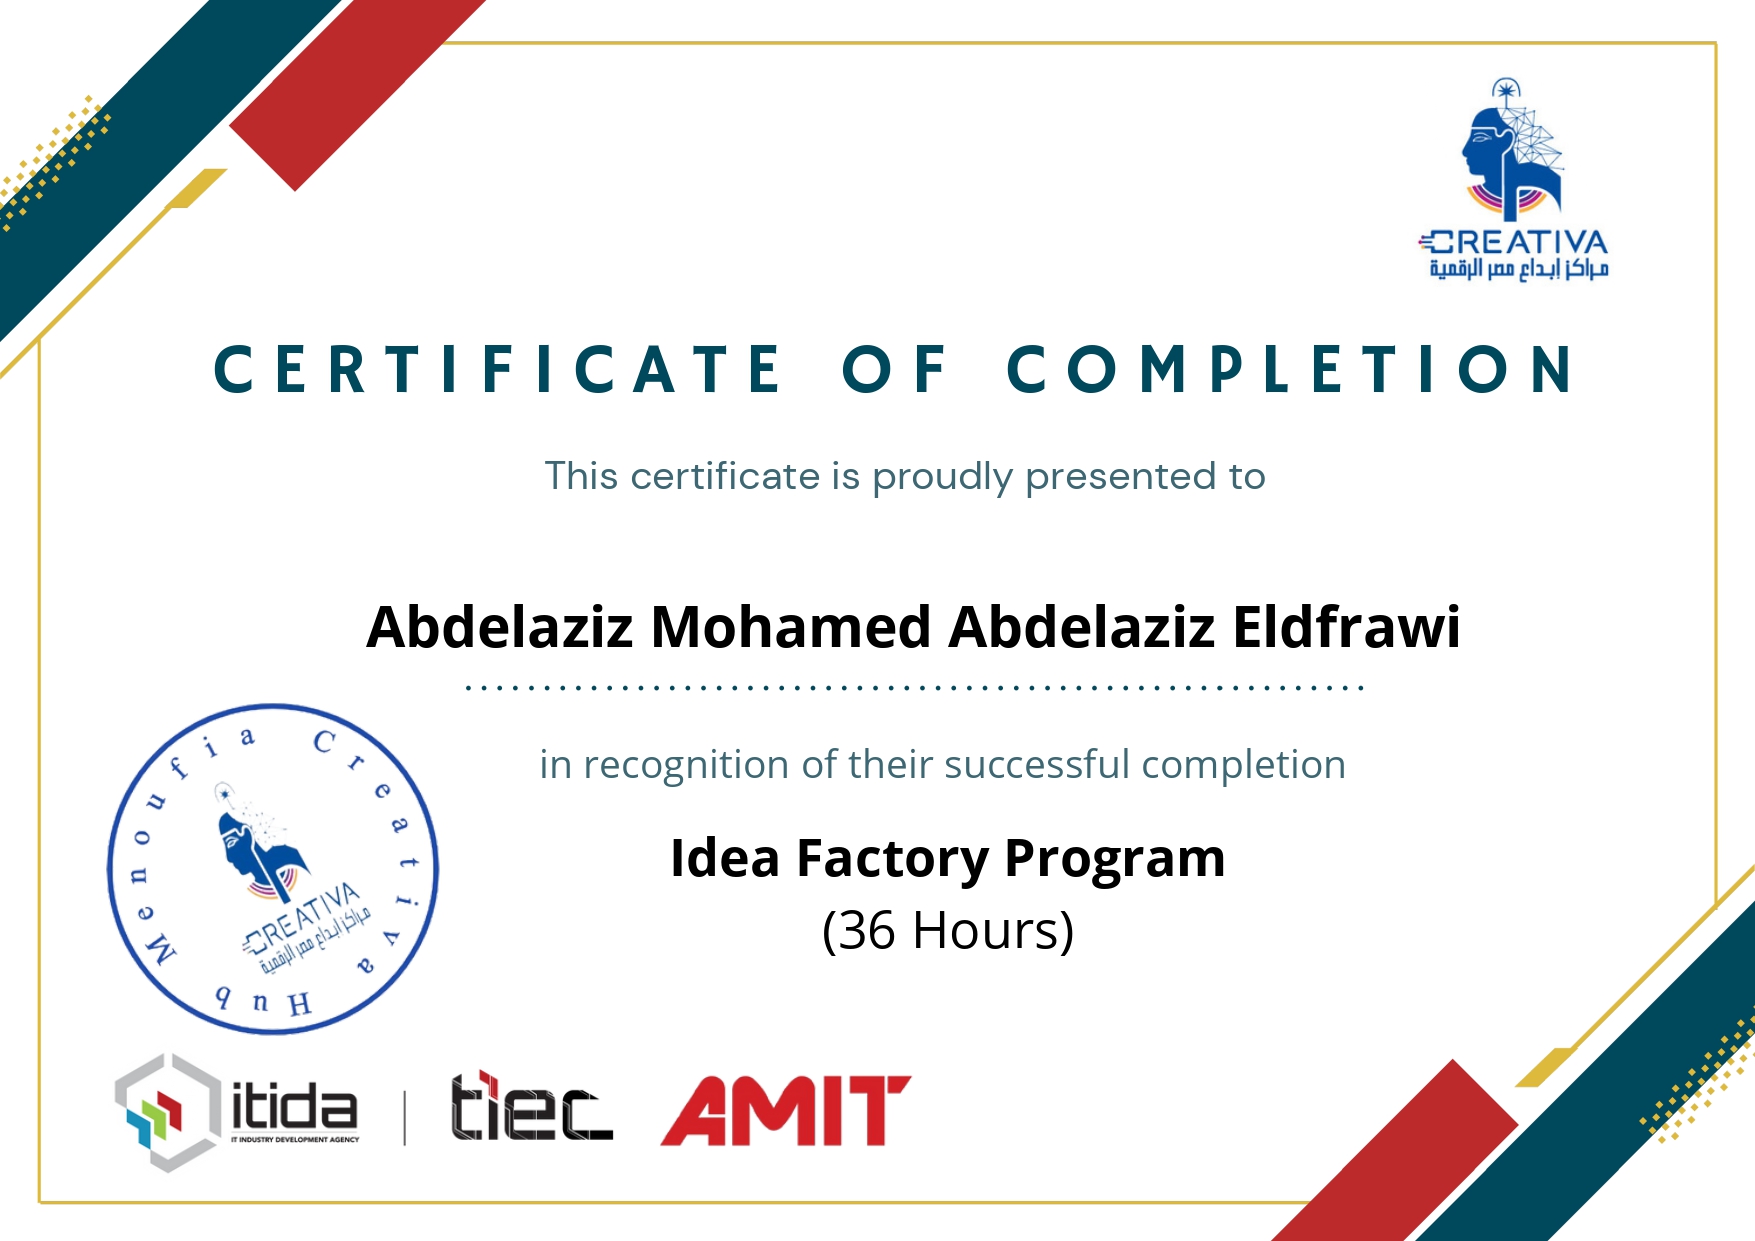 CREATIVA
مراكز إبداع مصر الرقمية
CERTIFICATE OF COMPLETION
This certificate is proudly presented to
Abdelaziz Mohamed Abdelaziz Eldfrawi
in recognition of their successful completion
Idea Factory Program
(36 Hours)
Menoufia Creativa Hub
CREATIVA
مراكز إبداع مصر الرقمية
itida
IT INDUSTRY DEVELOPMENT AGENCY
tiec
AMIT